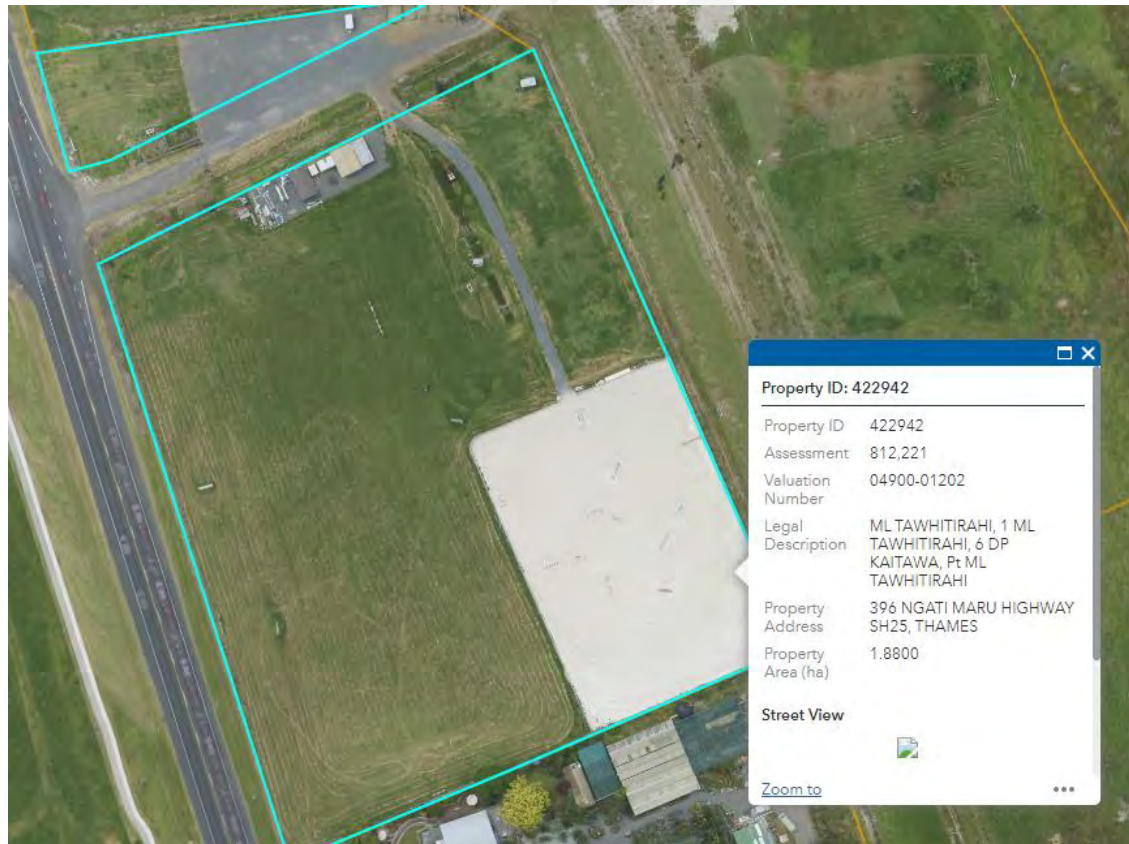 Property ID: 422942
Property ID 422942
Assessment 812,221
Valuation Number 04900-01202
Legal Description ML TAWHITIRAHI, 1 ML
TAWHITIRAHI, 6 DP
KAITAWA, Pt ML
TAWHITIRAHI
Property Address 396 NGATI MARU HIGHWAY
SH25, THAMES
Property Area (ha) 1.8800
Street View
Zoom to